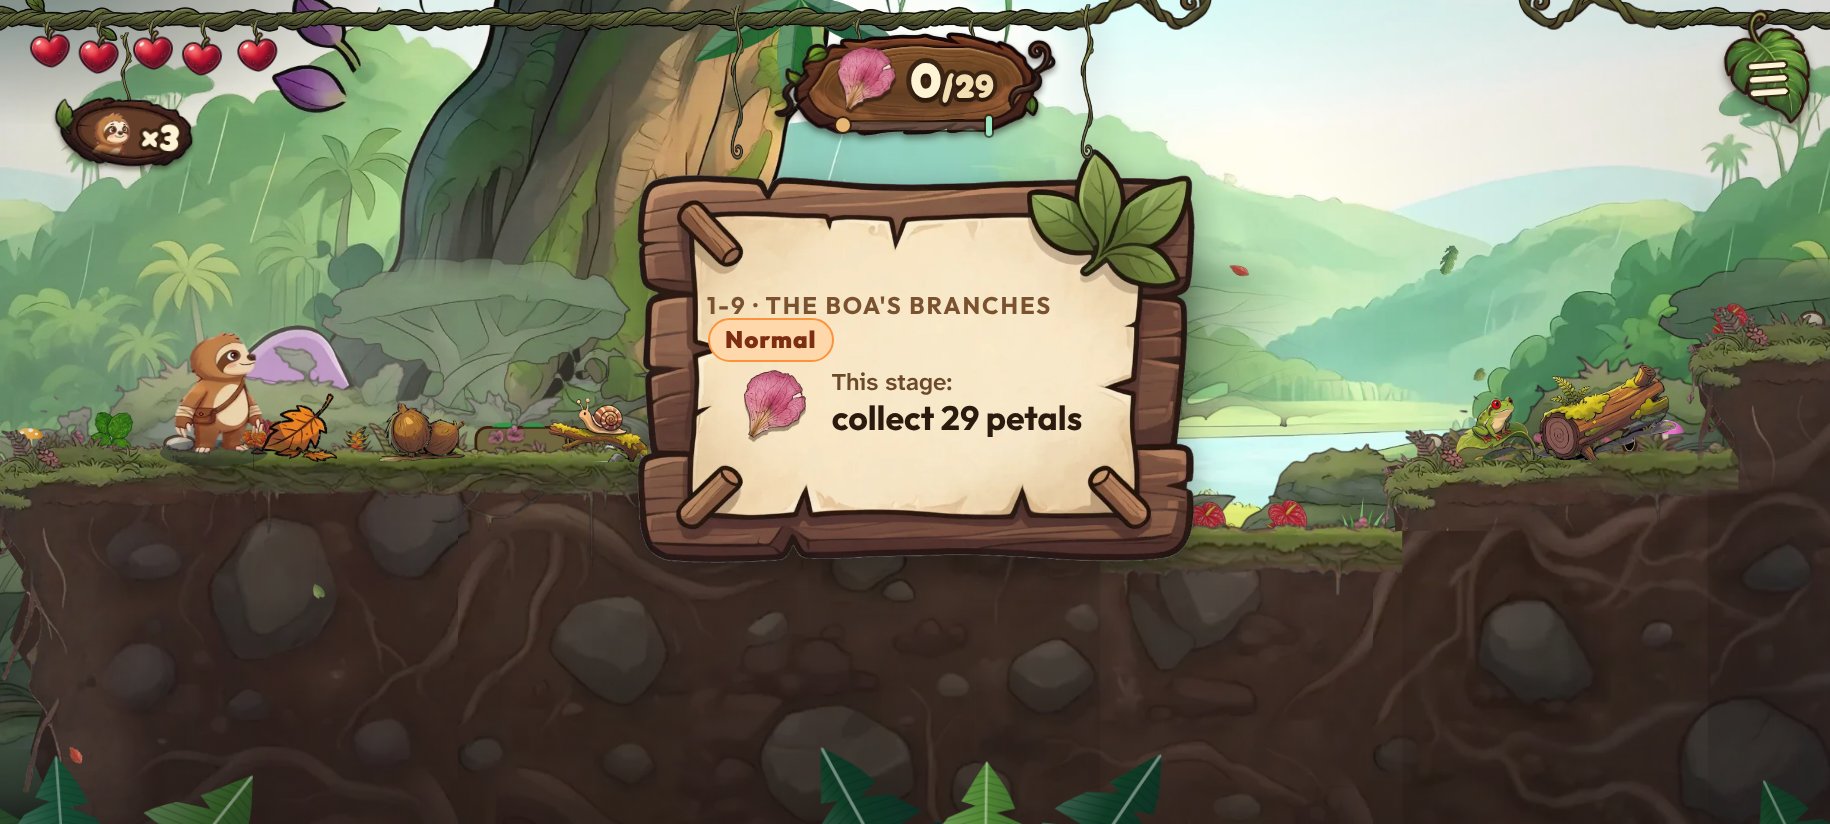 ×3
0/29
1-9 · THE BOA'S BRANCHES
Normal
This stage:
collect 29 petals